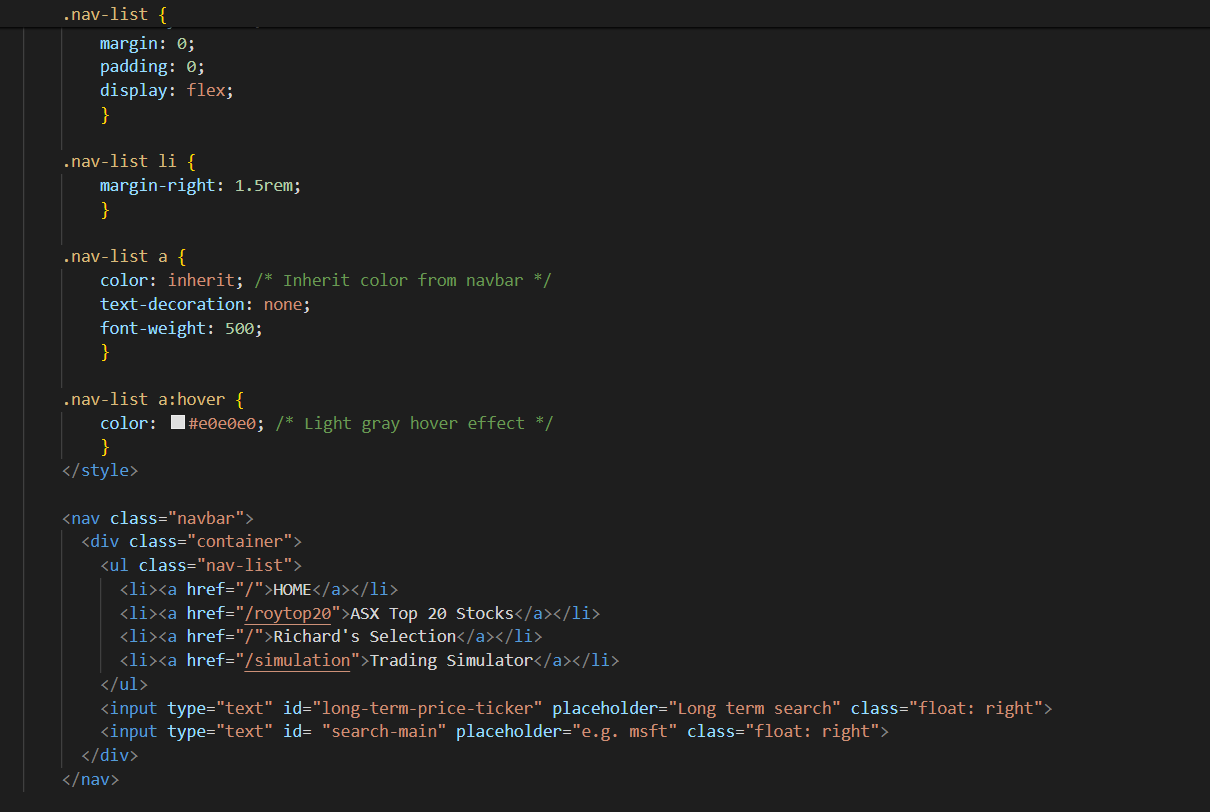 .nav-list {
margin: 0;
padding: 0;
display: flex;
}
.nav-list li {
margin-right: 1.5rem;
}
.nav-list a {
color: inherit; /* Inherit color from navbar */
text-decoration: none;
font-weight: 500;
}
.nav-list a:hover {
color: #e0e0e0; /* Light gray hover effect */
}
</style>
<nav class="navbar">
<div class="container">
<ul class="nav-list">
<li><a href="/">HOME</a></li>
<li><a href="/roytop20">ASX Top 20 Stocks</a></li>
<li><a href="/">Richard's Selection</a></li>
<li><a href="/simulation">Trading Simulator</a></li>
</ul>
<input type="text" id="long-term-price-ticker" placeholder="Long term search" class="float: right">
<input type="text" id= "search-main" placeholder="e.g. msft" class="float: right">
</div>
</nav>